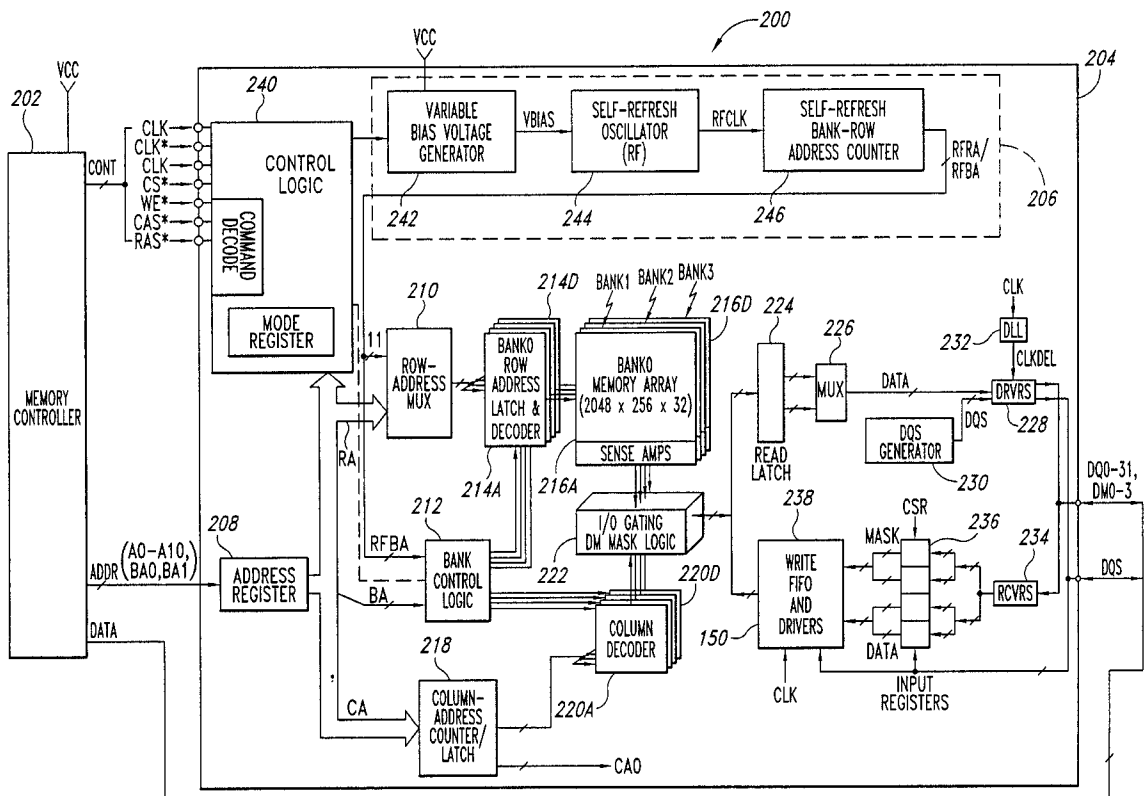 200
VCC
VCC
204
202
240
CLK
CLK*
CLK
CS*
WE*
CAS*
RAS*
CONT
CONTROL
LOGIC
COMMAND
DECODE
MODE
REGISTER
VARIABLE
BIAS VOLTAGE
GENERATOR
242
VBIAS
SELF-REFRESH
OSCILLATOR
(RF)
244
RFCLK
SELF-REFRESH
BANK-ROW
ADDRESS COUNTER
246
RFRA/
RFBA
206
MEMORY
CONTROLLER
11
210
ROW-
ADDRESS
MUX
RA
214D
BANK0
ROW
ADDRESS
LATCH &
DECODER
214A
BANK1
BANK2
BANK3
216D
BANK0
MEMORY ARRAY
(2048 x 256 x 32)
SENSE AMPS
216A
224
READ
LATCH
226
MUX
DATA
CLK
DLL
232
CLKDEL
DRVRS
228
DQS
DQS
GENERATOR
230
DQ0-31,
DM0-3
DQS
I/O GATING
DM MASK LOGIC
222
212
BANK
CONTROL
LOGIC
RFBA
BA
208
ADDRESS
REGISTER
ADDR
(A0-A10,
BA0,BA1)
DATA
220D
COLUMN
DECODER
220A
218
COLUMN-
ADDRESS
COUNTER/
LATCH
CA
CA0
238
WRITE
FIFO
AND
DRIVERS
150
CLK
CSR
MASK
236
DATA
INPUT
REGISTERS
234
RCVRS